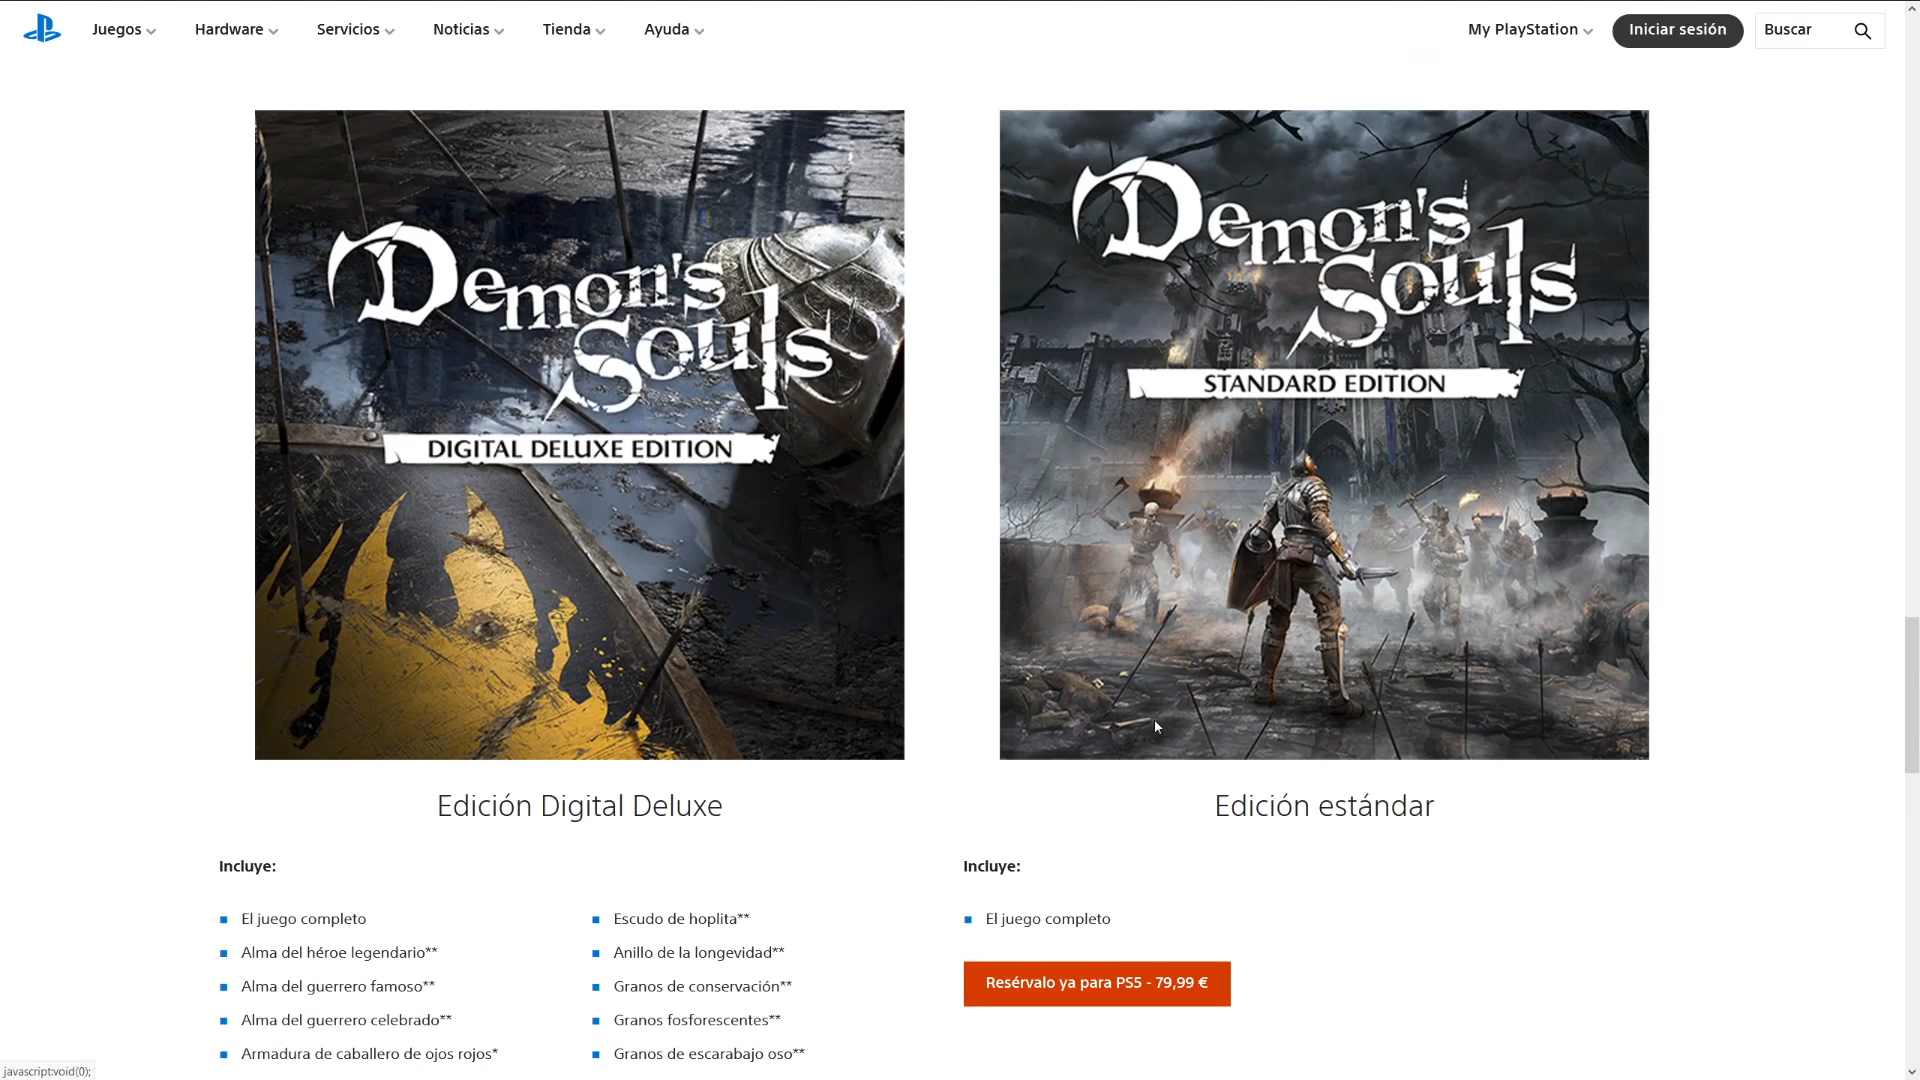 Juegos Hardware Servicios Noticias Tienda Ayuda My PlayStation Iniciar sesión Buscar
Demon's
Souls
DIGITAL DELUXE EDITION
Demon's
Souls
STANDARD EDITION
Edición Digital Deluxe
Incluye:
El juego completo
Alma del héroe legendario**
Alma del guerrero famoso**
Alma del guerrero celebrado**
Armadura de caballero de ojos rojos*
Escudo de hoplita**
Anillo de la longevidad**
Granos de conservación**
Granos fosforescentes**
Granos de escarabajo oso**
Edición estándar
Incluye:
El juego completo
Resérvalo ya para PS5 - 79,99 €
javascript:void(0);